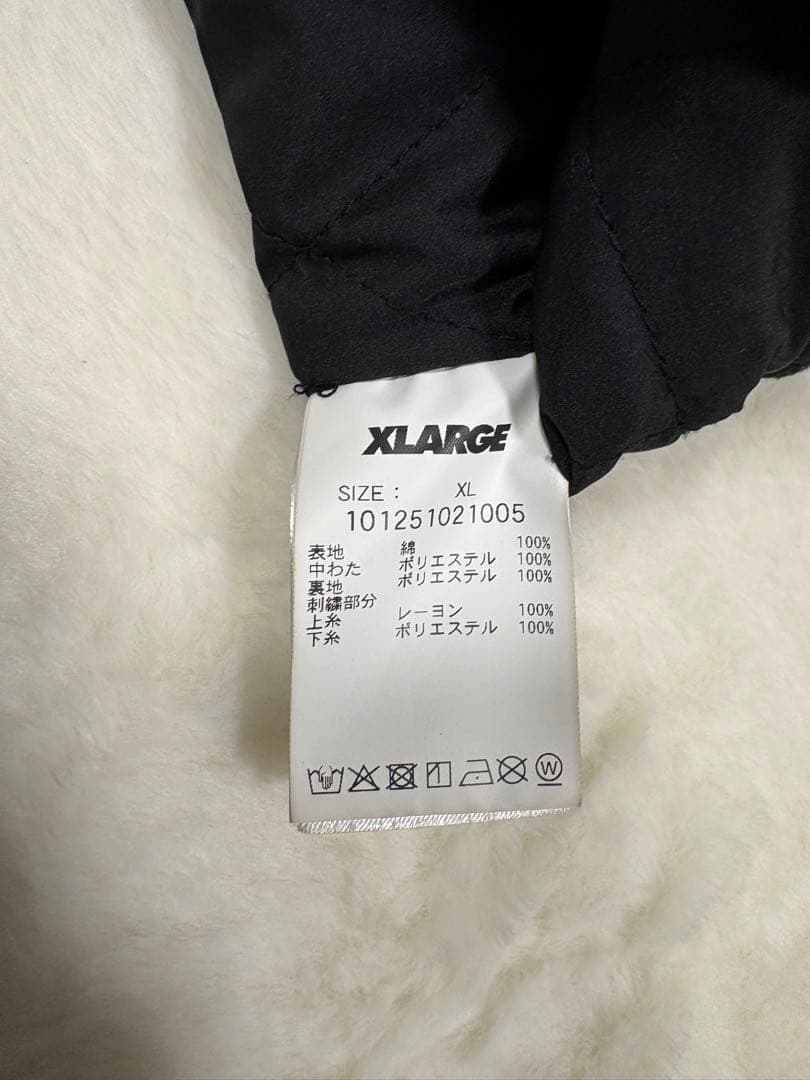 XLARGE
SIZE : XL
101251021005
表地 綿 100%
中わた ポリエステル 100%
裏地 ポリエステル 100%
刺繍部分
上糸 レーヨン 100%
下糸 ポリエステル 100%
W